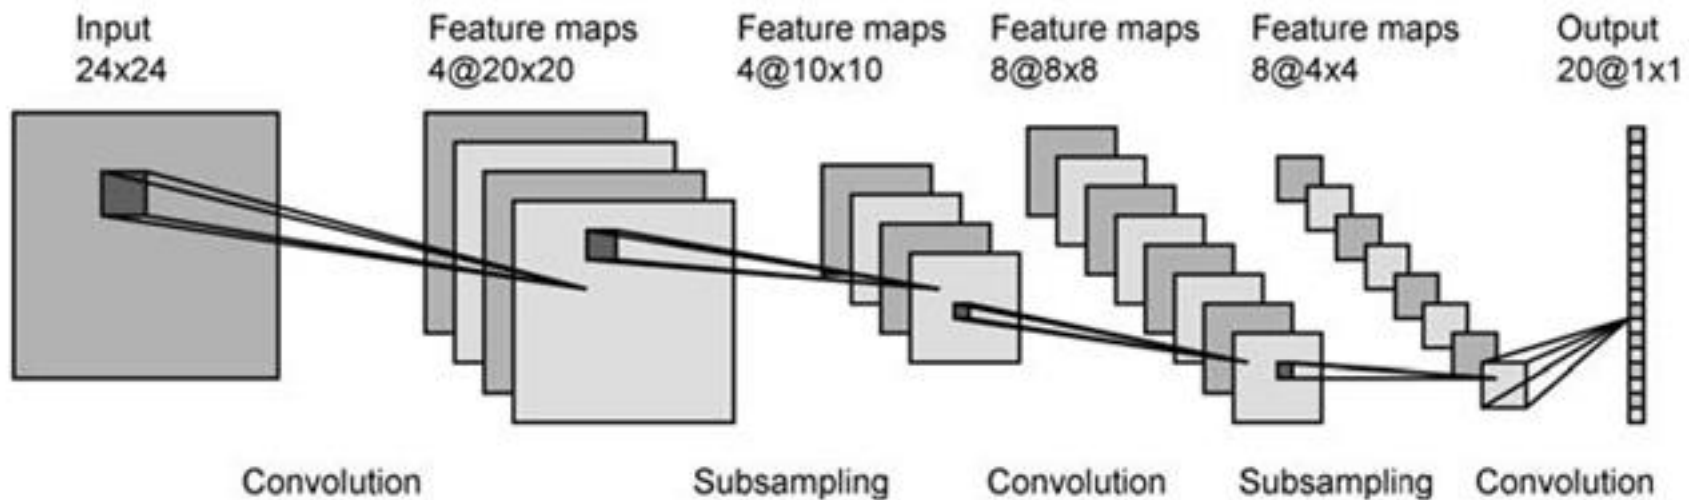 Input
24x24
Feature maps
4@20x20
Feature maps
4@10x10
Feature maps
8@8x8
Feature maps
8@4x4
Output
20@1x1
Convolution
Subsampling
Convolution
Subsampling
Convolution